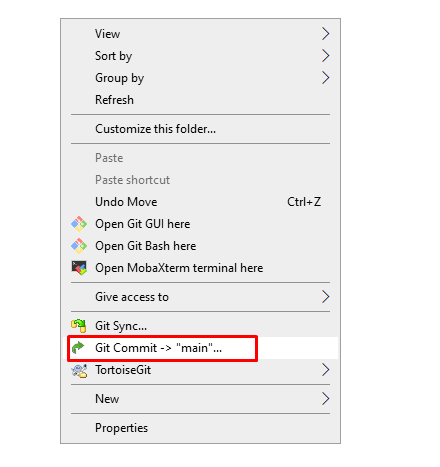 View
Sort by
Group by
Refresh
Customize this folder...
Paste
Paste shortcut
Undo Move Ctrl+Z
Open Git GUI here
Open Git Bash here
Open MobaXterm terminal here
Give access to
Git Sync...
Git Commit -> "main"...
TortoiseGit
New
Properties